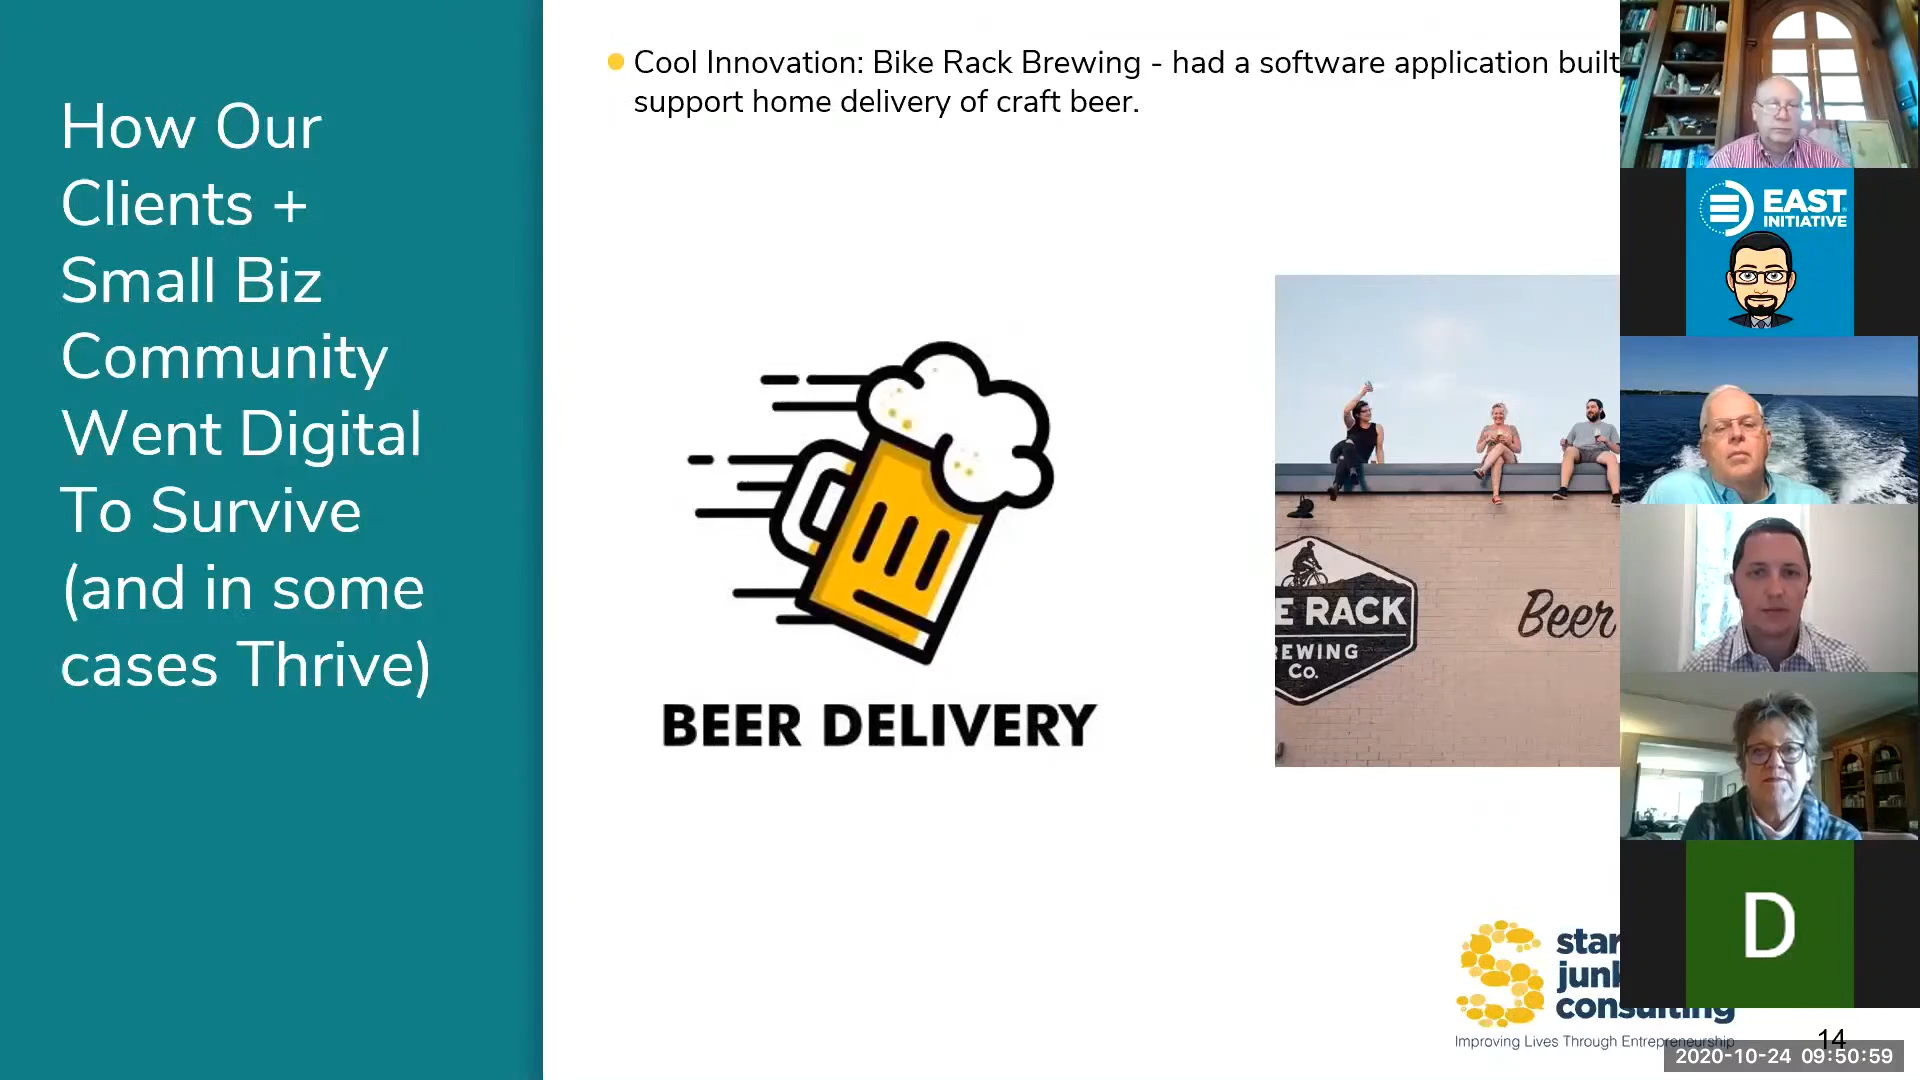 How Our
Clients +
Small Biz
Community
Went Digital
To Survive
(and in some
cases Thrive)
Cool Innovation: Bike Rack Brewing - had a software application built
support home delivery of craft beer.
BEER DELIVERY
RACK
Co.
Beer
EAST
INITIATIVE
D
consulting
Improving Lives Through Entrepreneurship
14
2020-10-24 09:50:59